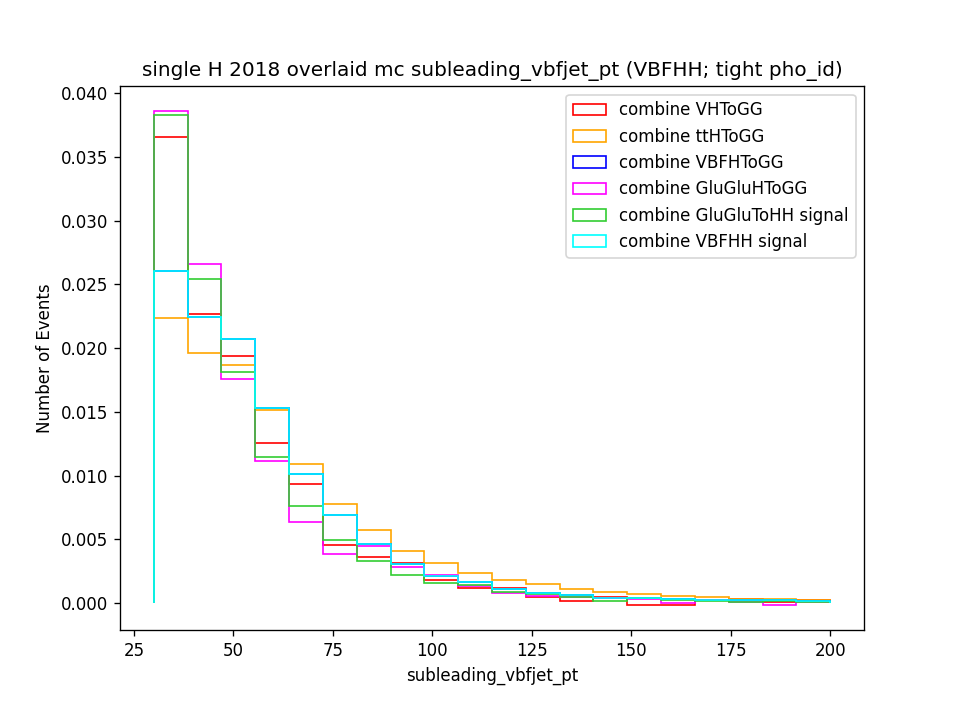 single H 2018 overlaid mc subleading_vbfjet_pt (VBFHH; tight pho_id)
combine VHToGG
combine ttHToGG
combine VBFHToGG
combine GluGluHToGG
combine GluGluToHH signal
combine VBFHH signal
Number of Events
0.040
0.035
0.030
0.025
0.020
0.015
0.010
0.005
0.000
25
50
75
100
125
150
175
200
subleading_vbfjet_pt